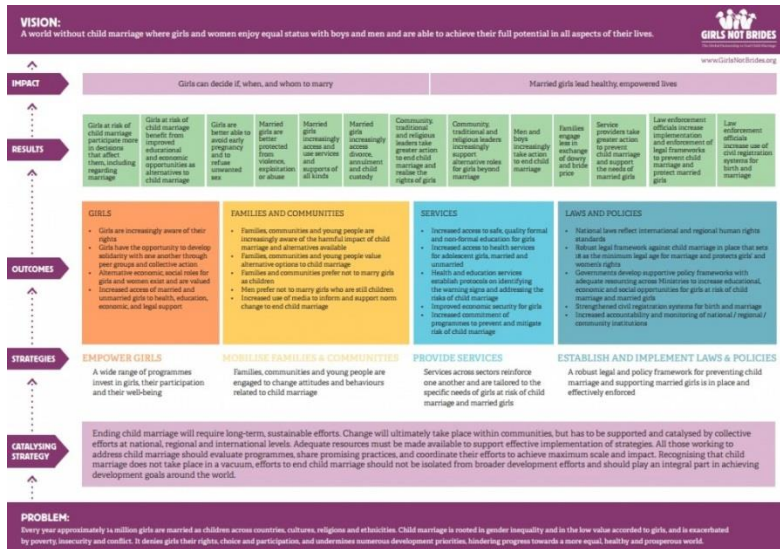 VISION:
A world without child marriage where girls and women enjoy equal status with boys and men and are able to achieve their full potential in all aspects of their lives.
GIRLS NOT BRIDES
The Global Partnership to End Child Marriage
www.GirlsNotBrides.org
IMPACT
Girls can decide if, when, and whom to marry
Married girls lead healthy, empowered lives
RESULTS
Girls at risk of
child marriage
participate more
in decisions
that affect
them, including
regarding
marriage
Girls at risk of
child marriage
benefit from
improved
educational
and economic
opportunities as
alternatives to
child marriage
Girls are
better able to
avoid early
pregnancy and
to refuse
unwanted
sex
Married
girls are
better
protected
from
violence,
exploitation
or abuse
Married
girls
increasingly
access and
use services
and
supports of
all kinds
Married
girls
increasingly
access
divorce,
annulment
and child
custody
Community,
traditional
and religious
leaders take
greater action
to end child
marriage and
realise the
rights of girls
Community,
traditional and
religious leaders
increasingly
support
alternative roles
for girls beyond
marriage
Men and
boys
increasingly
take action
to end child
marriage
Families
engage
less in
exchange
of dowry
and bride
price
Service
providers take
greater action
to prevent
child marriage
and support
the needs of
married girls
Law enforcement
officials increase
implementation
and enforcement
of legal frameworks
to prevent child
marriage and
protect married
girls
Law
enforcement
officials
increase use of
civil registration
systems for
birth and
marriage
OUTCOMES
GIRLS
• Girls are increasingly aware of their
rights
• Girls have the opportunity to develop
solidarity with one another through
peer groups and collective action
• Alternative economic, social roles for
girls and women exist and are valued
• Increased access of married and
unmarried girls to health, education,
economic, and legal support
FAMILIES AND COMMUNITIES
• Families, communities and young people are
increasingly aware of the harmful impact of child
marriage and alternatives available
• Families, communities and young people value
alternative options to child marriage
• Families and communities prefer not to marry girls
as children
• Men prefer not to marry girls who are still children
• Increased use of media to inform and support norm
change to end child marriage
SERVICES
• Increased access to safe, quality formal
and non-formal education for girls
• Increased access to health services
for adolescent girls, married and
unmarried
• Health and education services
establish protocols on identifying
the warning signs and addressing the
risks of child marriage
• Improved economic security for girls
• Increased commitment of
programmes to prevent and mitigate
risk of child marriage
LAWS AND POLICIES
• National laws reflect international and regional human rights
standards
• Robust legal framework against child marriage in place that sets
18 as the minimum legal age for marriage and protects girls' and
women's rights
• Governments develop supportive policy frameworks with
adequate resourcing across Ministries to increase educational,
economic and social opportunities for girls at risk of child
marriage and married girls
• Strengthened civil registration systems for birth and marriage
• Increased accountability and monitoring of national / regional /
community institutions
STRATEGIES
EMPOWER GIRLS
A wide range of programmes
invest in girls, their participation
and their well-being
MOBILISE FAMILIES & COMMUNITIES
Families, communities and young people are
engaged to change attitudes and behaviours
related to child marriage
PROVIDE SERVICES
Services across sectors reinforce
one another and are tailored to the
specific needs of girls at risk of child
marriage and married girls
ESTABLISH AND IMPLEMENT LAWS & POLICIES
A robust legal and policy framework for preventing child
marriage and supporting married girls is in place and
effectively enforced
CATALYSING
STRATEGY
Ending child marriage will require long-term, sustainable efforts. Change will ultimately take place within communities, but has to be supported and catalysed by collective
efforts at national, regional and international levels. Adequate resources must be made available to support effective implementation of strategies. All those working to
address child marriage should evaluate programmes, share promising practices, and coordinate their efforts to achieve maximum scale and impact. Recognising that child
marriage does not take place in a vacuum, efforts to end child marriage should not be isolated from broader development efforts and should play an integral part in achieving
development goals around the world.
PROBLEM:
Every year approximately 14 million girls are married as children across countries, cultures, religions and ethnicities. Child marriage is rooted in gender inequality and in the low value accorded to girls, and is exacerbated
by poverty, insecurity and conflict. It denies girls their rights, choice and participation, and undermines numerous development priorities, hindering progress towards a more equal, healthy and prosperous world.